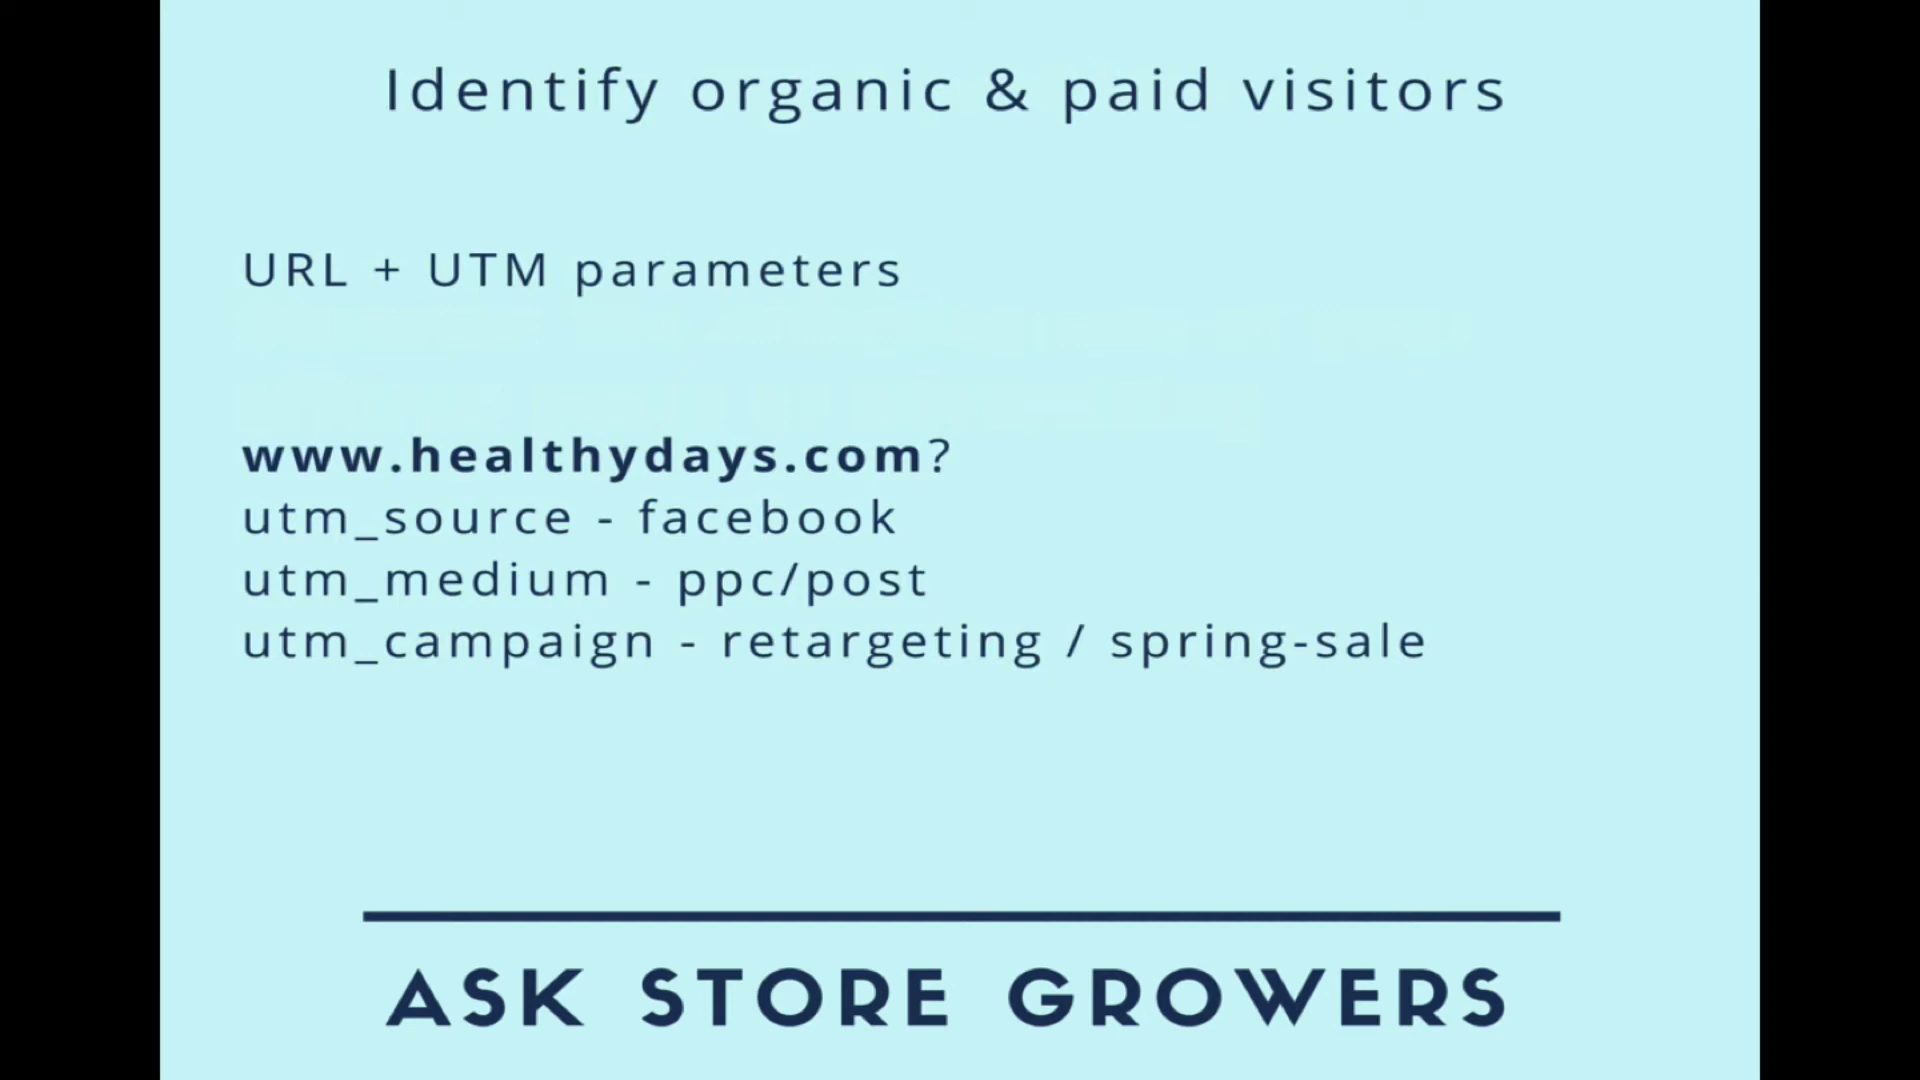 Identify organic & paid visitors
URL + UTM parameters
www.healthydays.com?
utm_source - facebook
utm_medium - ppc/post
utm_campaign - retargeting / spring-sale
ASK STORE GROWERS